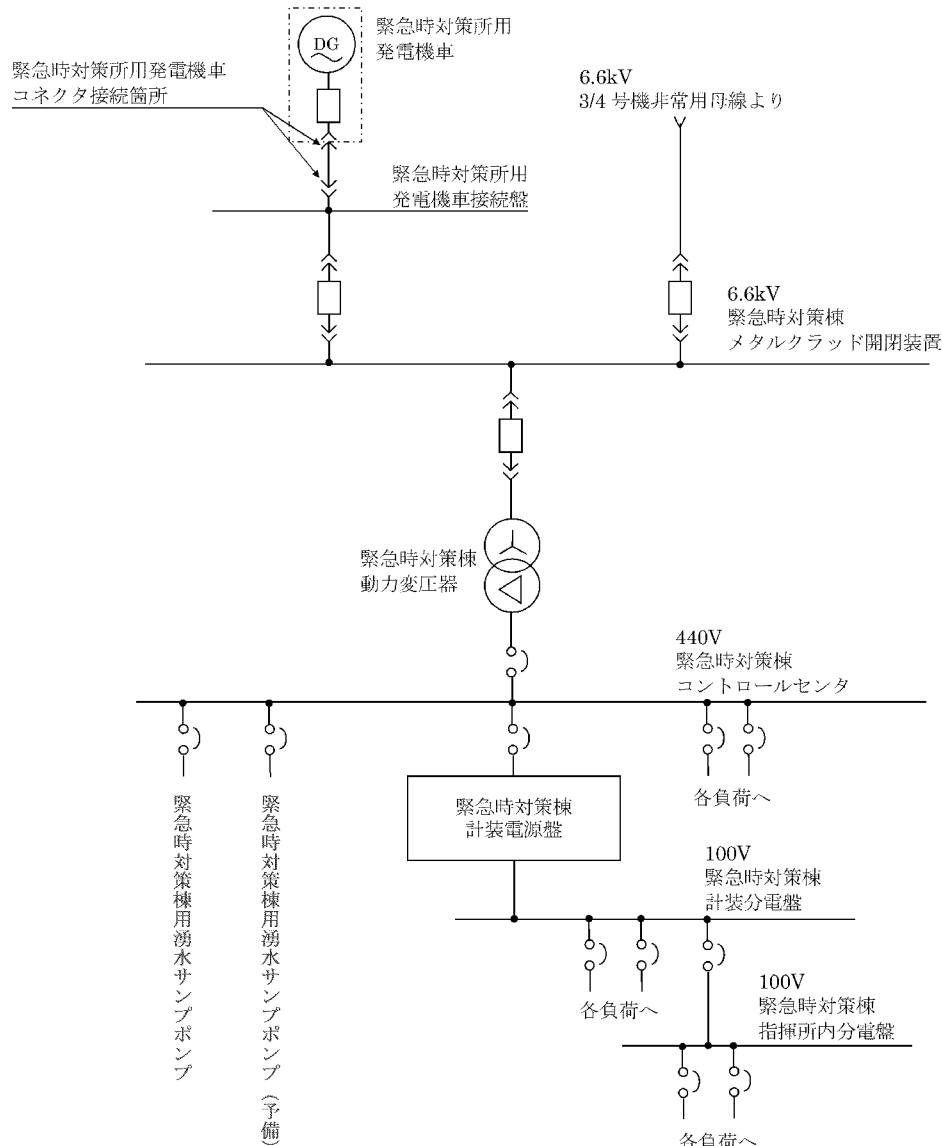 DG
緊急時対策所用
発電機車
緊急時対策所用発電機車
コネクタ接続箇所
6.6kV
3/4 号機非常用母線より
緊急時対策所用
発電機車接続盤
6.6kV
緊急時対策棟
メタルクラッド開閉装置
緊急時対策棟
動力変圧器
440V
緊急時対策棟
コントロールセンタ
緊急時対策棟用湧水サンプポンプ
緊急時対策棟用湧水サンプポンプ（予備）
緊急時対策棟
計装電源盤
各負荷へ
100V
緊急時対策棟
計装分電盤
各負荷へ
100V
緊急時対策棟
指揮所内分電盤
各負荷へ